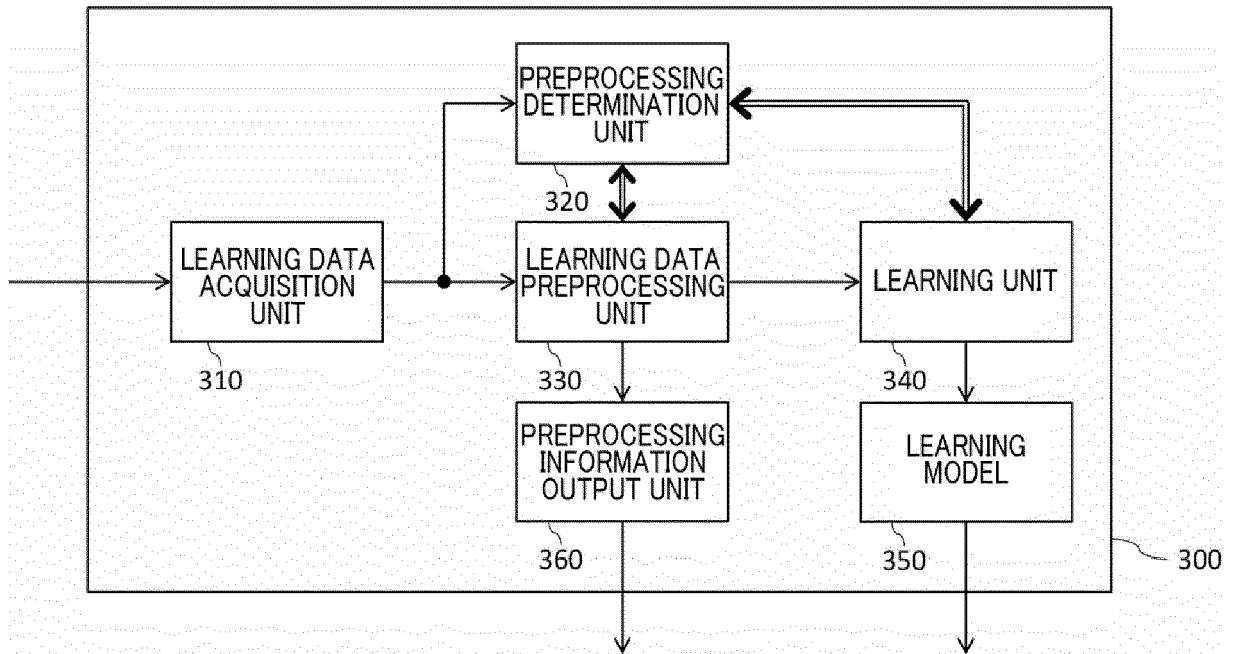 PREPROCESSING
DETERMINATION
UNIT
320
LEARNING DATA
ACQUISITION
UNIT
310
LEARNING DATA
PREPROCESSING
UNIT
330
LEARNING UNIT
340
PREPROCESSING
INFORMATION
OUTPUT UNIT
360
LEARNING
MODEL
350
300